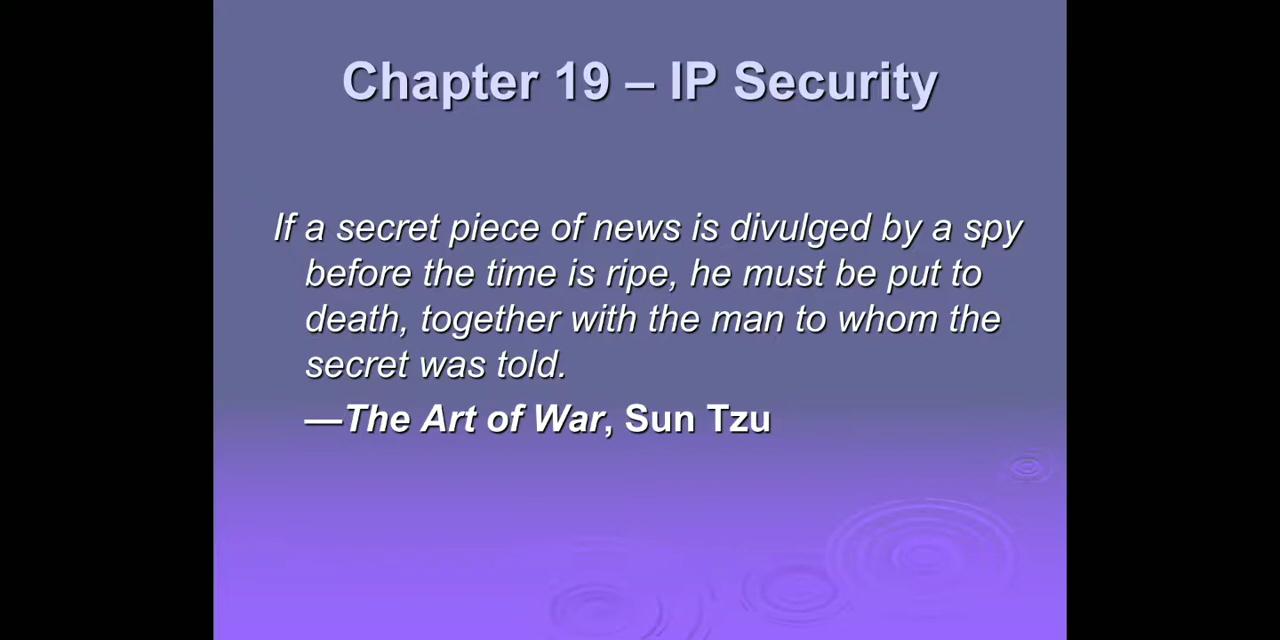 Chapter 19 – IP Security
If a secret piece of news is divulged by a spy
before the time is ripe, he must be put to
death, together with the man to whom the
secret was told.
—The Art of War, Sun Tzu